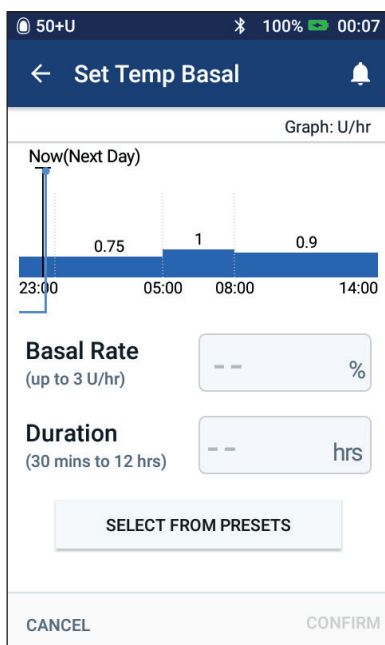 50+U 100% 00:07
Set Temp Basal
Graph: U/hr
Now(Next Day)
0.75 1 0.9
23:00 05:00 08:00 14:00
Basal Rate
(up to 3 U/hr)
-- %
Duration
(30 mins to 12 hrs)
-- hrs
SELECT FROM PRESETS
CANCEL CONFIRM